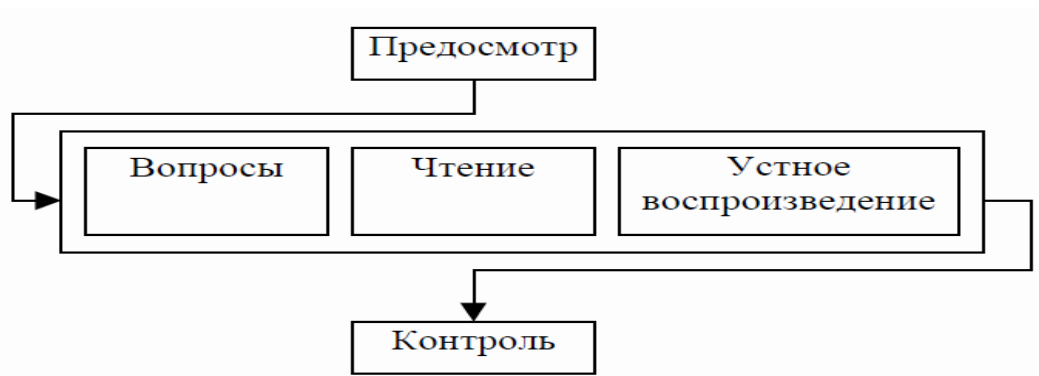 Предосмотр
Вопросы
Чтение
Устное
воспроизведение
Контроль